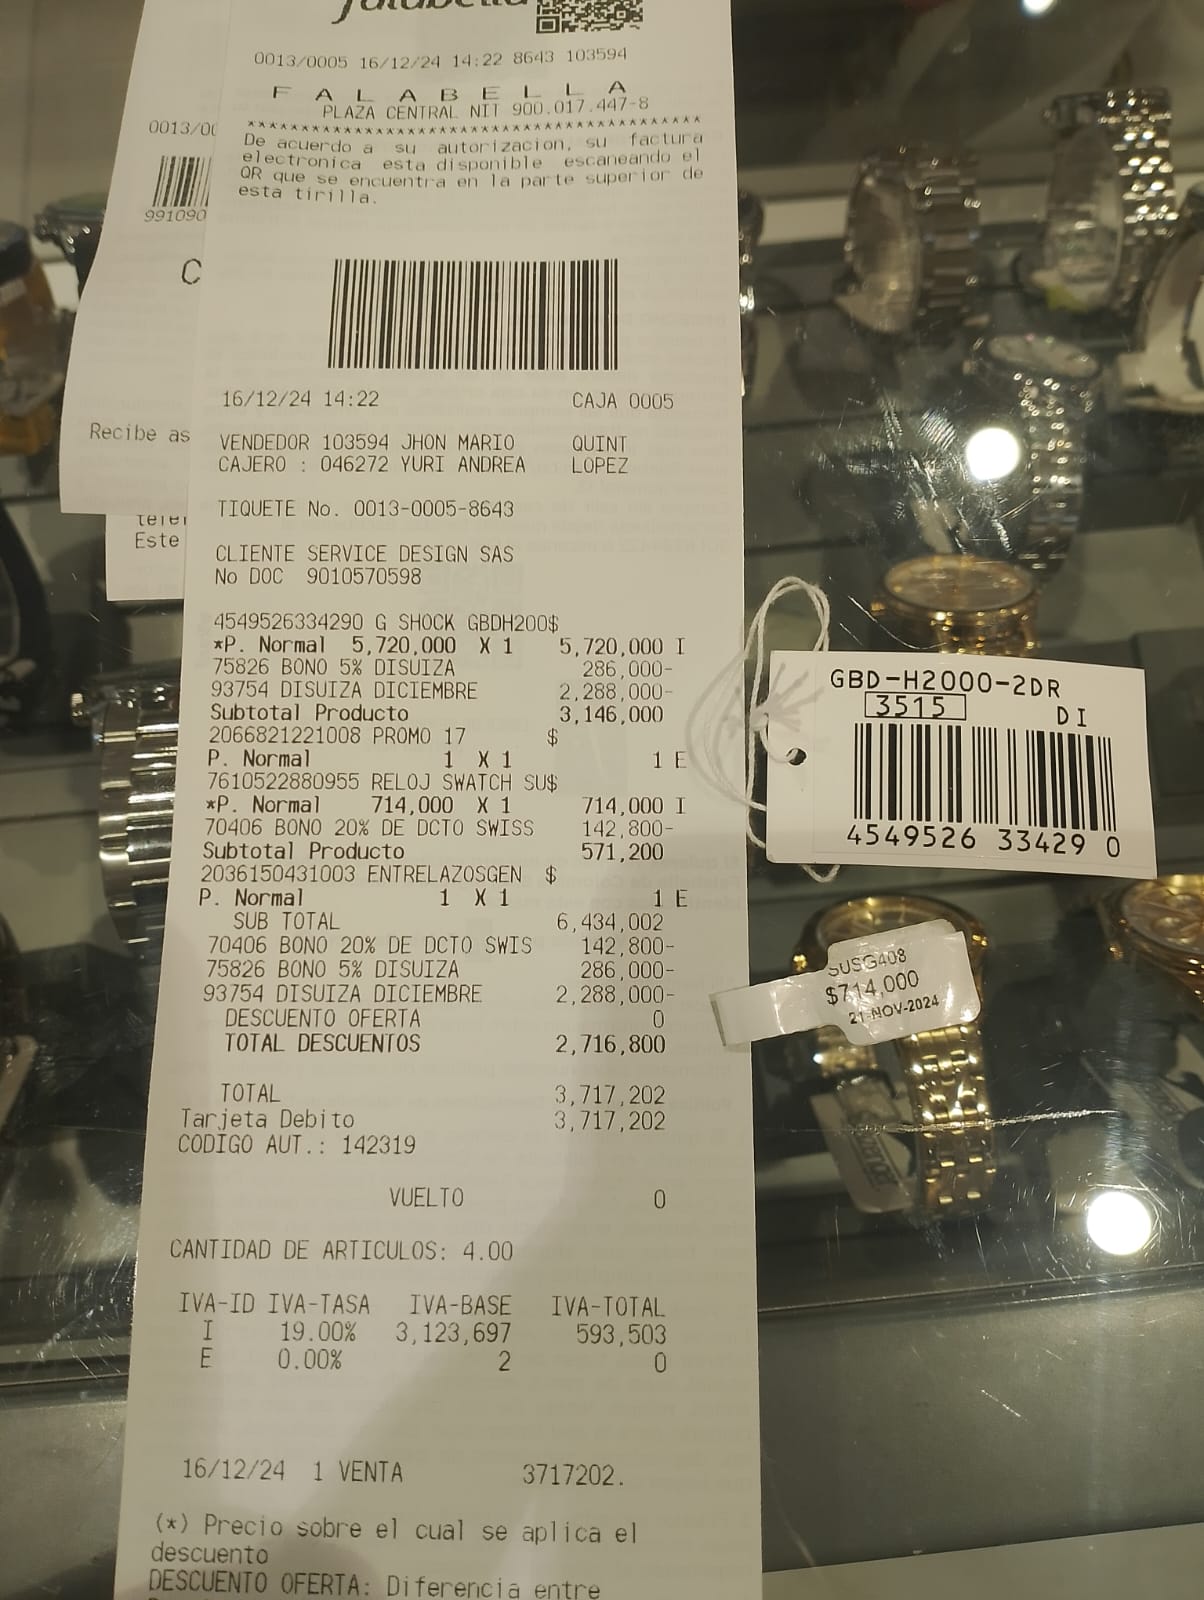 falabella
0013/0005 16/12/24 14:22 8643 103594
F A L A B E L L A
PLAZA CENTRAL NIT 900.017.447-8
******************************************
De acuerdo a su autorizacion, su factura
electronica esta disponible escaneando el
QR que se encuentra en la parte superior de
esta tirilla.
16/12/24 14:22 CAJA 0005
VENDEDOR 103594 JHON MARIO QUINT
CAJERO : 046272 YURI ANDREA LOPEZ
TIQUETE No. 0013-0005-8643
CLIENTE SERVICE DESIGN SAS
No DOC 9010570598
4549526334290 G SHOCK GBDH200$
*P. Normal 5,720,000 X 1 5,720,000 I
75826 BONO 5% DISUIZA 286,000-
93754 DISUIZA DICIEMBRE 2,288,000-
Subtotal Producto 3,146,000
2066821221008 PROMO 17 $
P. Normal 1 X 1 1 E
7610522880955 RELOJ SWATCH SU$
*P. Normal 714,000 X 1 714,000 I
70406 BONO 20% DE DCTO SWISS 142,800-
Subtotal Producto 571,200
2036150431003 ENTRELAZOSGEN $
P. Normal 1 X 1 1 E
SUB TOTAL 6,434,002
70406 BONO 20% DE DCTO SWIS 142,800-
75826 BONO 5% DISUIZA 286,000-
93754 DISUIZA DICIEMBRE 2,288,000-
DESCUENTO OFERTA 0
TOTAL DESCUENTOS 2,716,800
TOTAL 3,717,202
Tarjeta Debito 3,717,202
CODIGO AUT.: 142319
VUELTO 0
CANTIDAD DE ARTICULOS: 4.00
IVA-ID IVA-TASA IVA-BASE IVA-TOTAL
I 19.00% 3,123,697 593,503
E 0.00% 2 0
16/12/24 1 VENTA 3717202.
(*) Precio sobre el cual se aplica el
descuento
DESCUENTO OFERTA: Diferencia entre
0013/00
991090
C
Recibe as
Este
GBD-H2000-2DR
3515
DI
4549526 33429 0
SUSG408
$714,000
21-NOV-2024